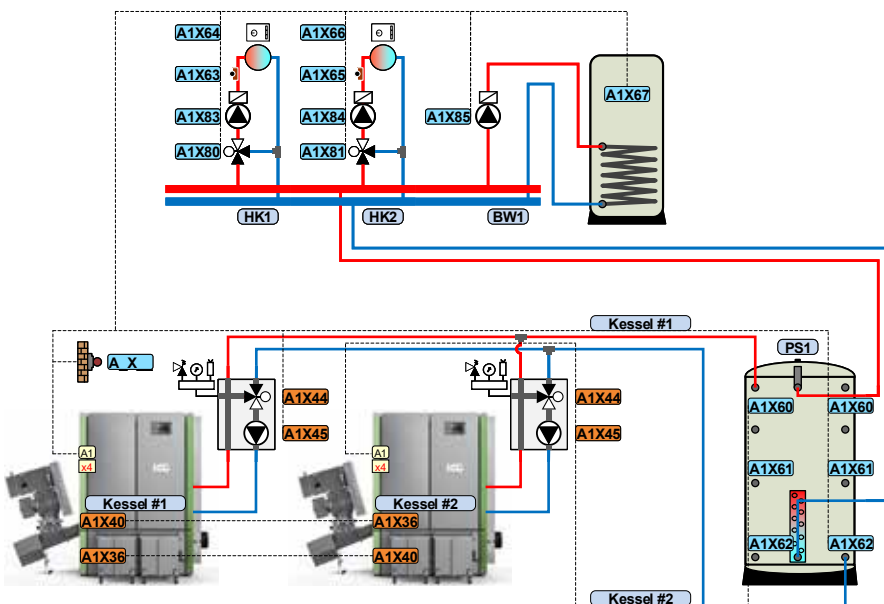 A1X64
A1X66
A1X63
A1X65
A1X67
A1X83
A1X84
A1X85
A1X80
A1X81
HK1
HK2
BW1
Kessel #1
PS1
A_X_
A1X44
A1X44
A1X60
A1X60
A1X45
A1X45
A1
x4
A1
x4
A1X61
A1X61
Kessel #1
Kessel #2
A1X40
A1X36
A1X36
A1X40
A1X62
A1X62
Kessel #2